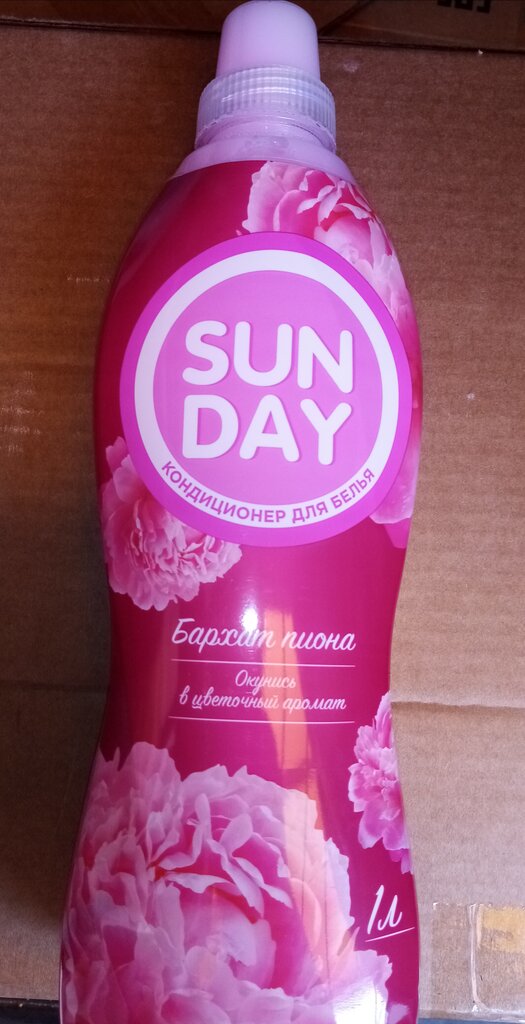 SUN
DAY
КОНДИЦИОНЕР ДЛЯ БЕЛЬЯ
Бархат пиона
Окунись
в цветочный аромат
1л